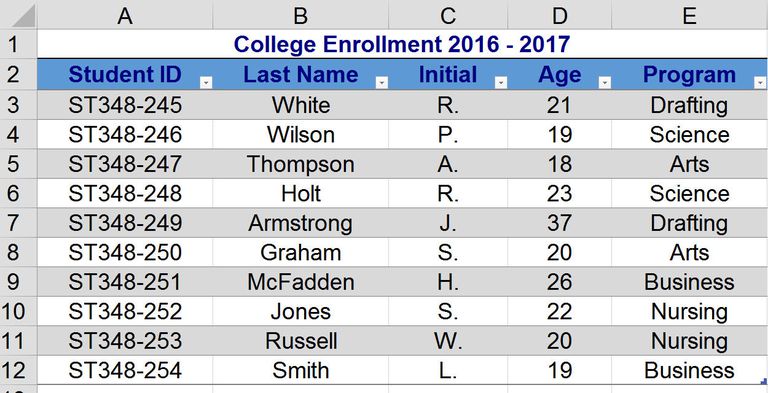 A B C D E
1 College Enrollment 2016 - 2017
2 Student ID Last Name Initial Age Program
3 ST348-245 White R. 21 Drafting
4 ST348-246 Wilson P. 19 Science
5 ST348-247 Thompson A. 18 Arts
6 ST348-248 Holt R. 23 Science
7 ST348-249 Armstrong J. 37 Drafting
8 ST348-250 Graham S. 20 Arts
9 ST348-251 McFadden H. 26 Business
10 ST348-252 Jones S. 22 Nursing
11 ST348-253 Russell W. 20 Nursing
12 ST348-254 Smith L. 19 Business